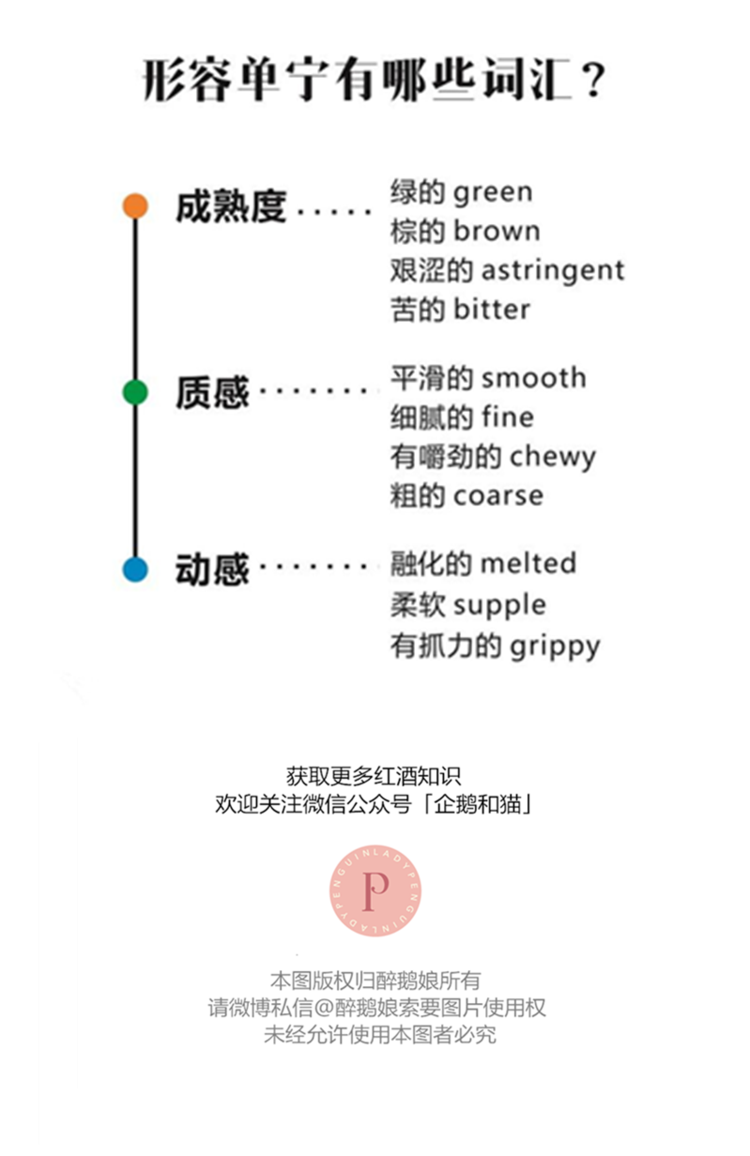 形容单宁有哪些词汇？
成熟度 ·····
绿的 green
棕的 brown
艰涩的 astringent
苦的 bitter
质感 ·······
平滑的 smooth
细腻的 fine
有嚼劲的 chewy
粗的 coarse
动感 ·······
融化的 melted
柔软 supple
有抓力的 grippy
获取更多红酒知识
欢迎关注微信公众号「企鹅和猫」
PENGUINLADYPENGUINLADY
P
本图版权归醉鹅娘所有
请微博私信@醉鹅娘索要图片使用权
未经允许使用本图者必究